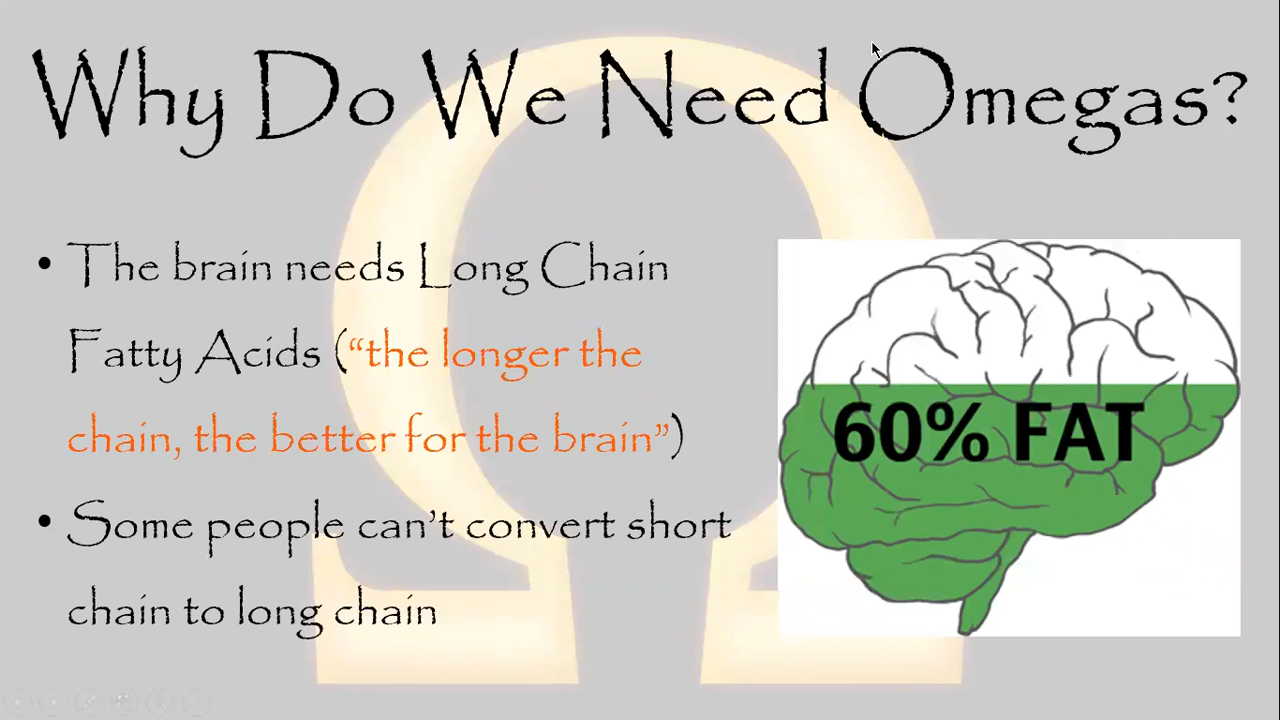 Why Do We Need Omegas?
• The brain needs Long Chain
Fatty Acids (“the longer the
chain, the better for the brain”)
• Some people can’t convert short
chain to long chain
60% FAT